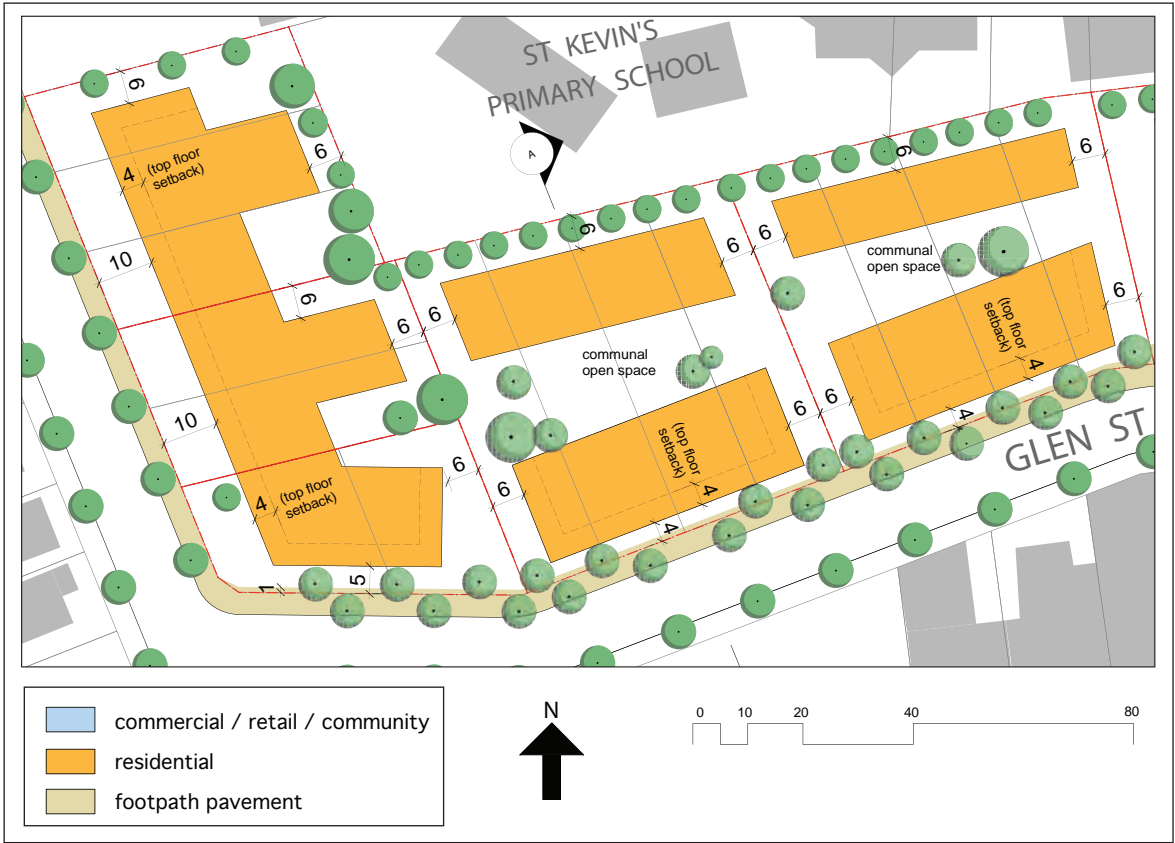 ST KEVIN'S
PRIMARY SCHOOL
A
6
4
(top floor
setback)
6
10
6
6
6
6
6
6
6
6
6
communal
open space
communal
open space
(top floor
setback)
4
6
10
6
6
6
6
(top floor
setback)
4
4
4
(top floor
setback)
4
4
GLEN ST
1
5
commercial / retail / community
residential
footpath pavement
N
0
10
20
40
80